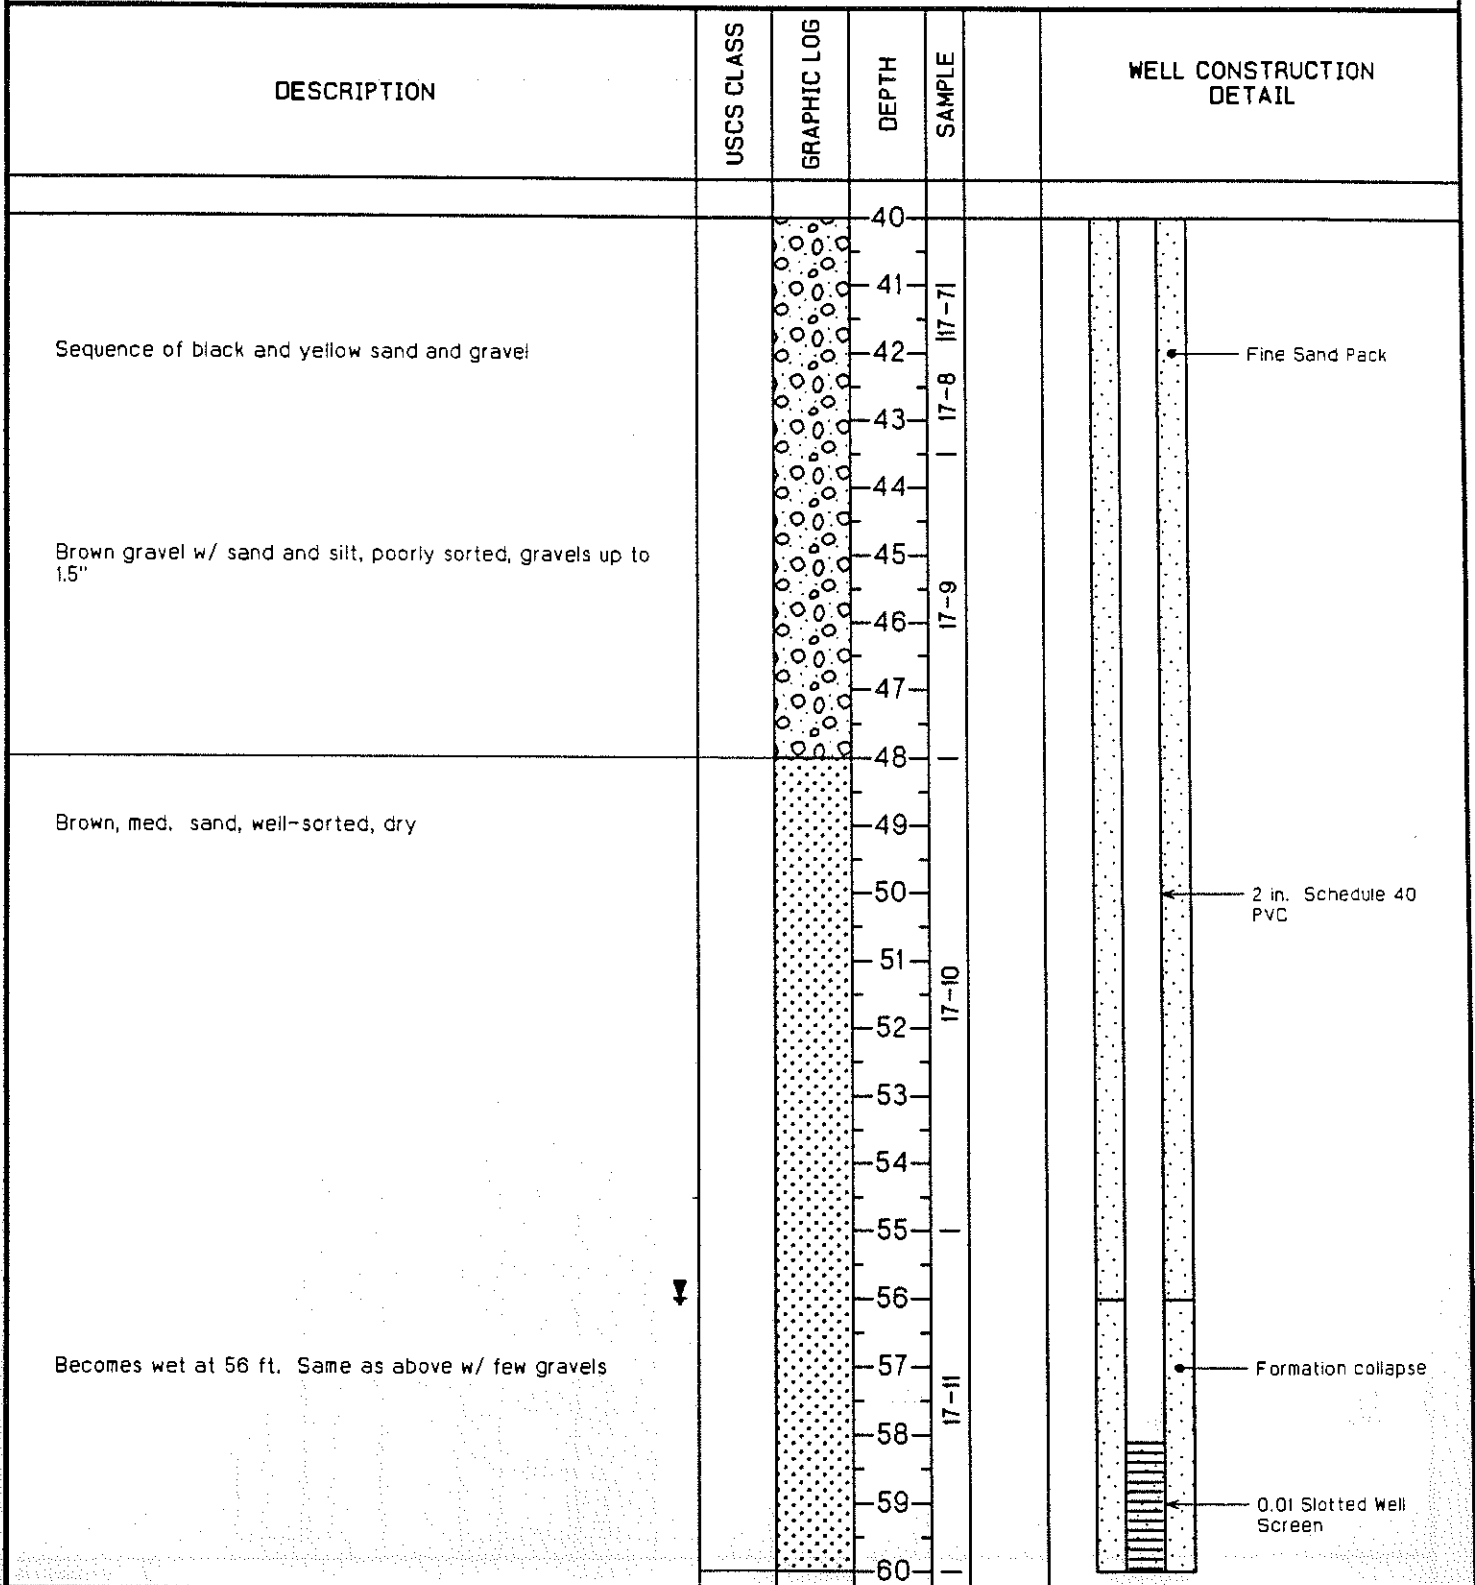 DESCRIPTION
USCS CLASS
GRAPHIC LOG
DEPTH
SAMPLE
WELL CONSTRUCTION
DETAIL
40
41
17-7
Sequence of black and yellow sand and gravel
42
Fine Sand Pack
17-8
43
44
Brown gravel w/ sand and silt, poorly sorted, gravels up to
1.5"
45
17-9
46
47
48
Brown, med. sand, well-sorted, dry
49
50
2 in. Schedule 40
PVC
51
17-10
52
53
54
55
56
Becomes wet at 56 ft. Same as above w/ few gravels
57
Formation collapse
17-11
58
59
0.01 Slotted Well
Screen
60